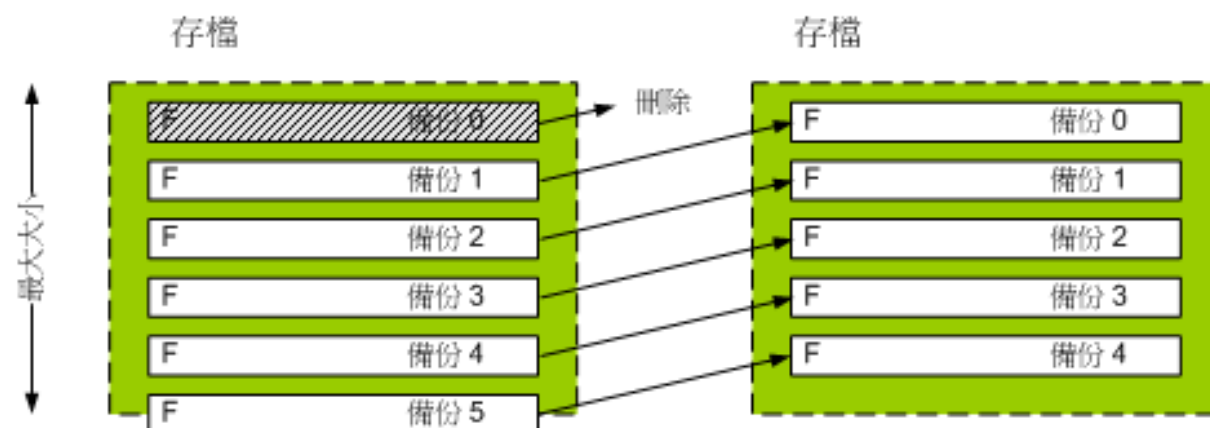 存檔
存檔
刪除
最大大小
F 備份 0
F 備份 1
F 備份 2
F 備份 3
F 備份 4
F 備份 5
F 備份 0
F 備份 1
F 備份 2
F 備份 3
F 備份 4